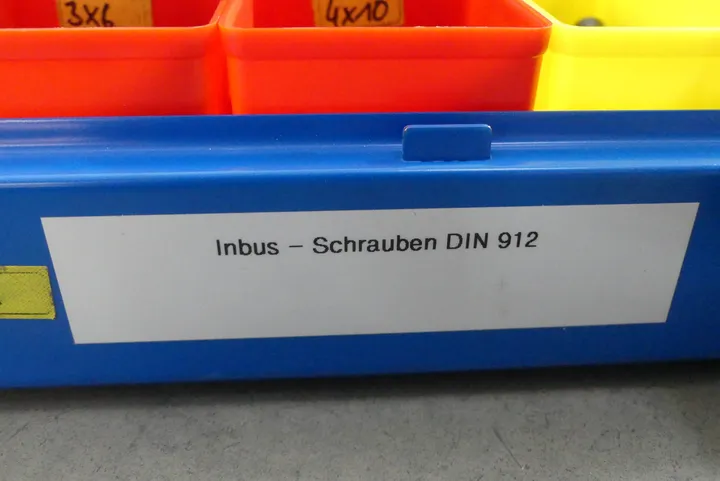 3x6
4x10
Inbus - Schrauben DIN 912